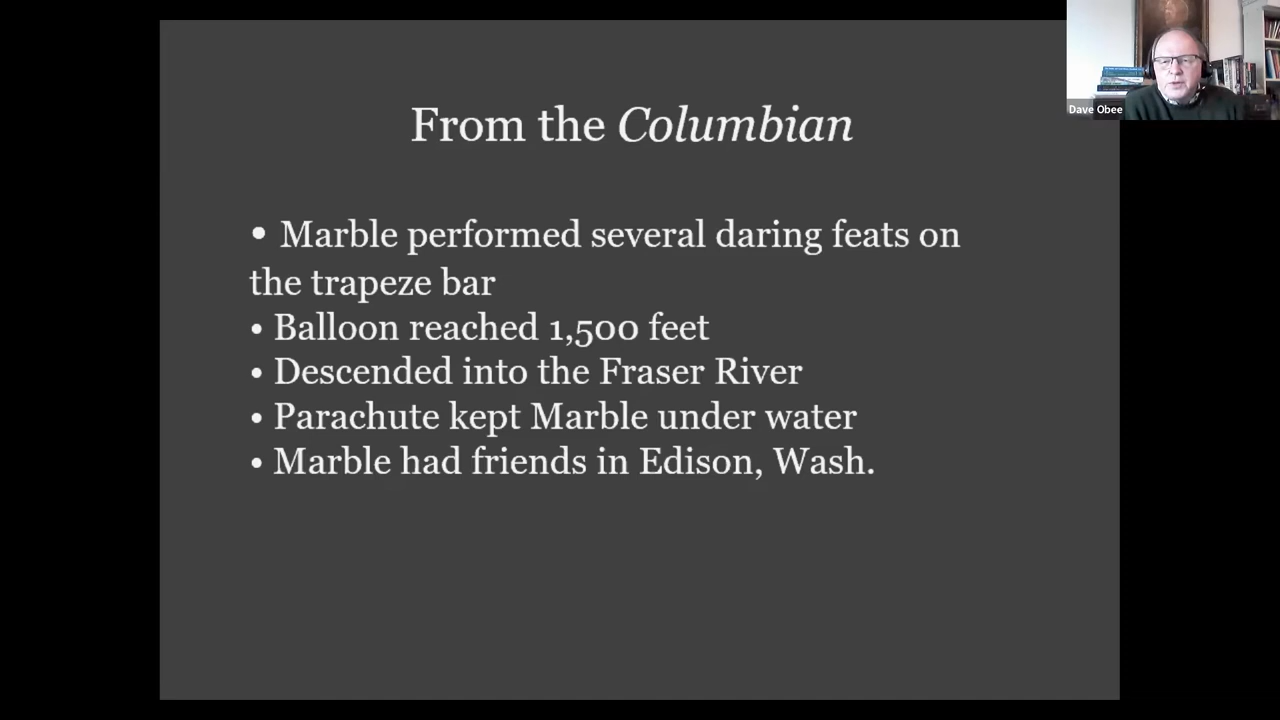 From the Columbian
• Marble performed several daring feats on
the trapeze bar
• Balloon reached 1,500 feet
• Descended into the Fraser River
• Parachute kept Marble under water
• Marble had friends in Edison, Wash.
Dave Obee